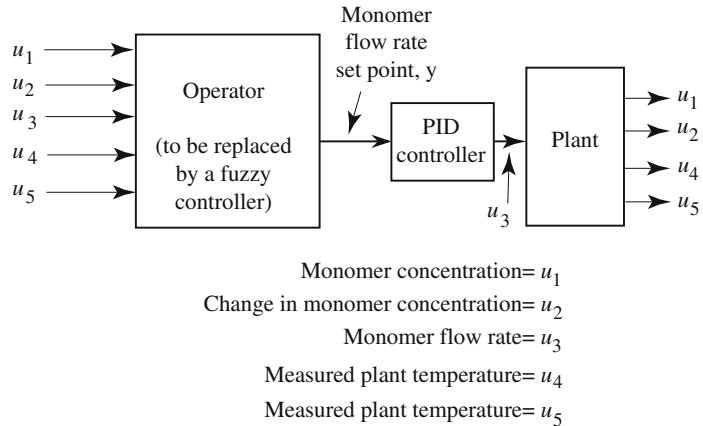 Monomer
flow rate
set point, y
u1
u2
u3
u4
u5
Operator
(to be replaced
by a fuzzy
controller)
PID
controller
u3
Plant
u1
u2
u4
u5
Monomer concentration= u1
Change in monomer concentration= u2
Monomer flow rate= u3
Measured plant temperature= u4
Measured plant temperature= u5